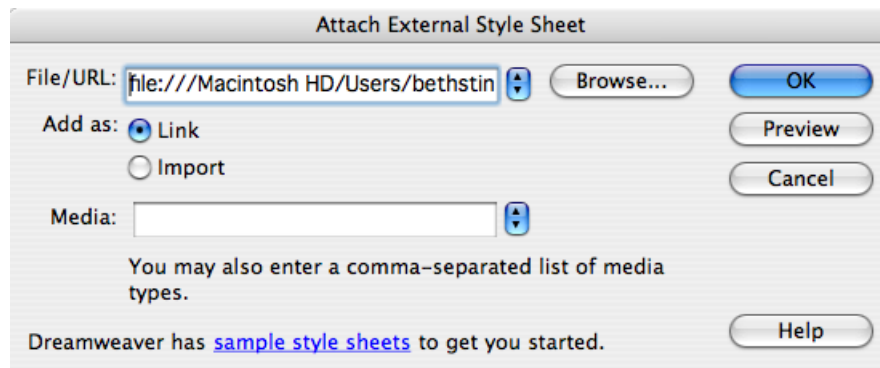 Attach External Style Sheet
File/URL: file:///Macintosh HD/Users/bethstin Browse... OK
Add as: Link Preview
Import Cancel
Media:
You may also enter a comma-separated list of media
types.
Dreamweaver has sample style sheets to get you started. Help